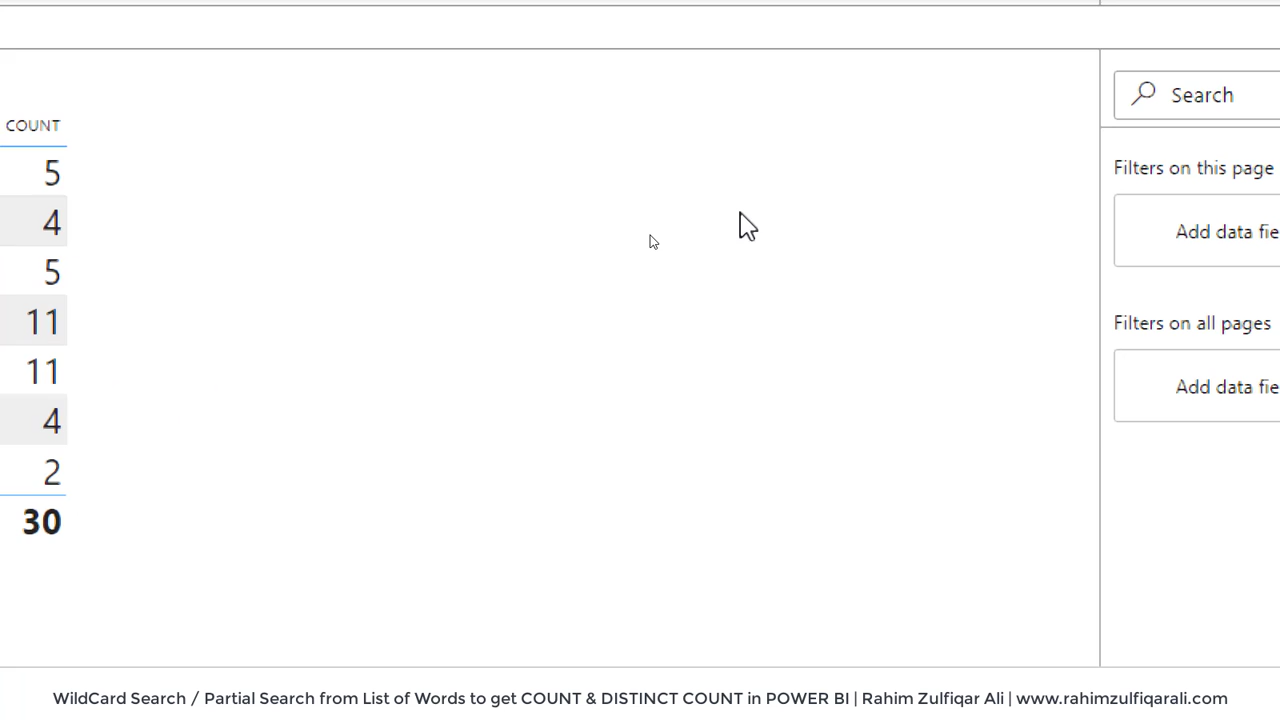 Search
COUNT
Filters on this page
5
4
Add data fie
5
11
Filters on all pages
11
Add data fie
4
2
30
WildCard Search / Partial Search from List of Words to get COUNT & DISTINCT COUNT in POWER BI | Rahim Zulfiqar Ali | www.rahimzulfiqarali.com